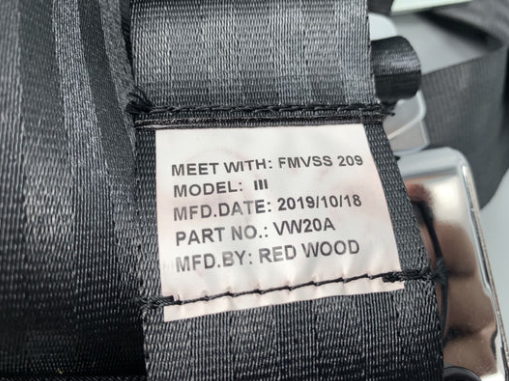 MEET WITH: FMVSS 209
MODEL: III
MFD.DATE: 2019/10/18
PART NO.: VW20A
MFD.BY: RED WOOD